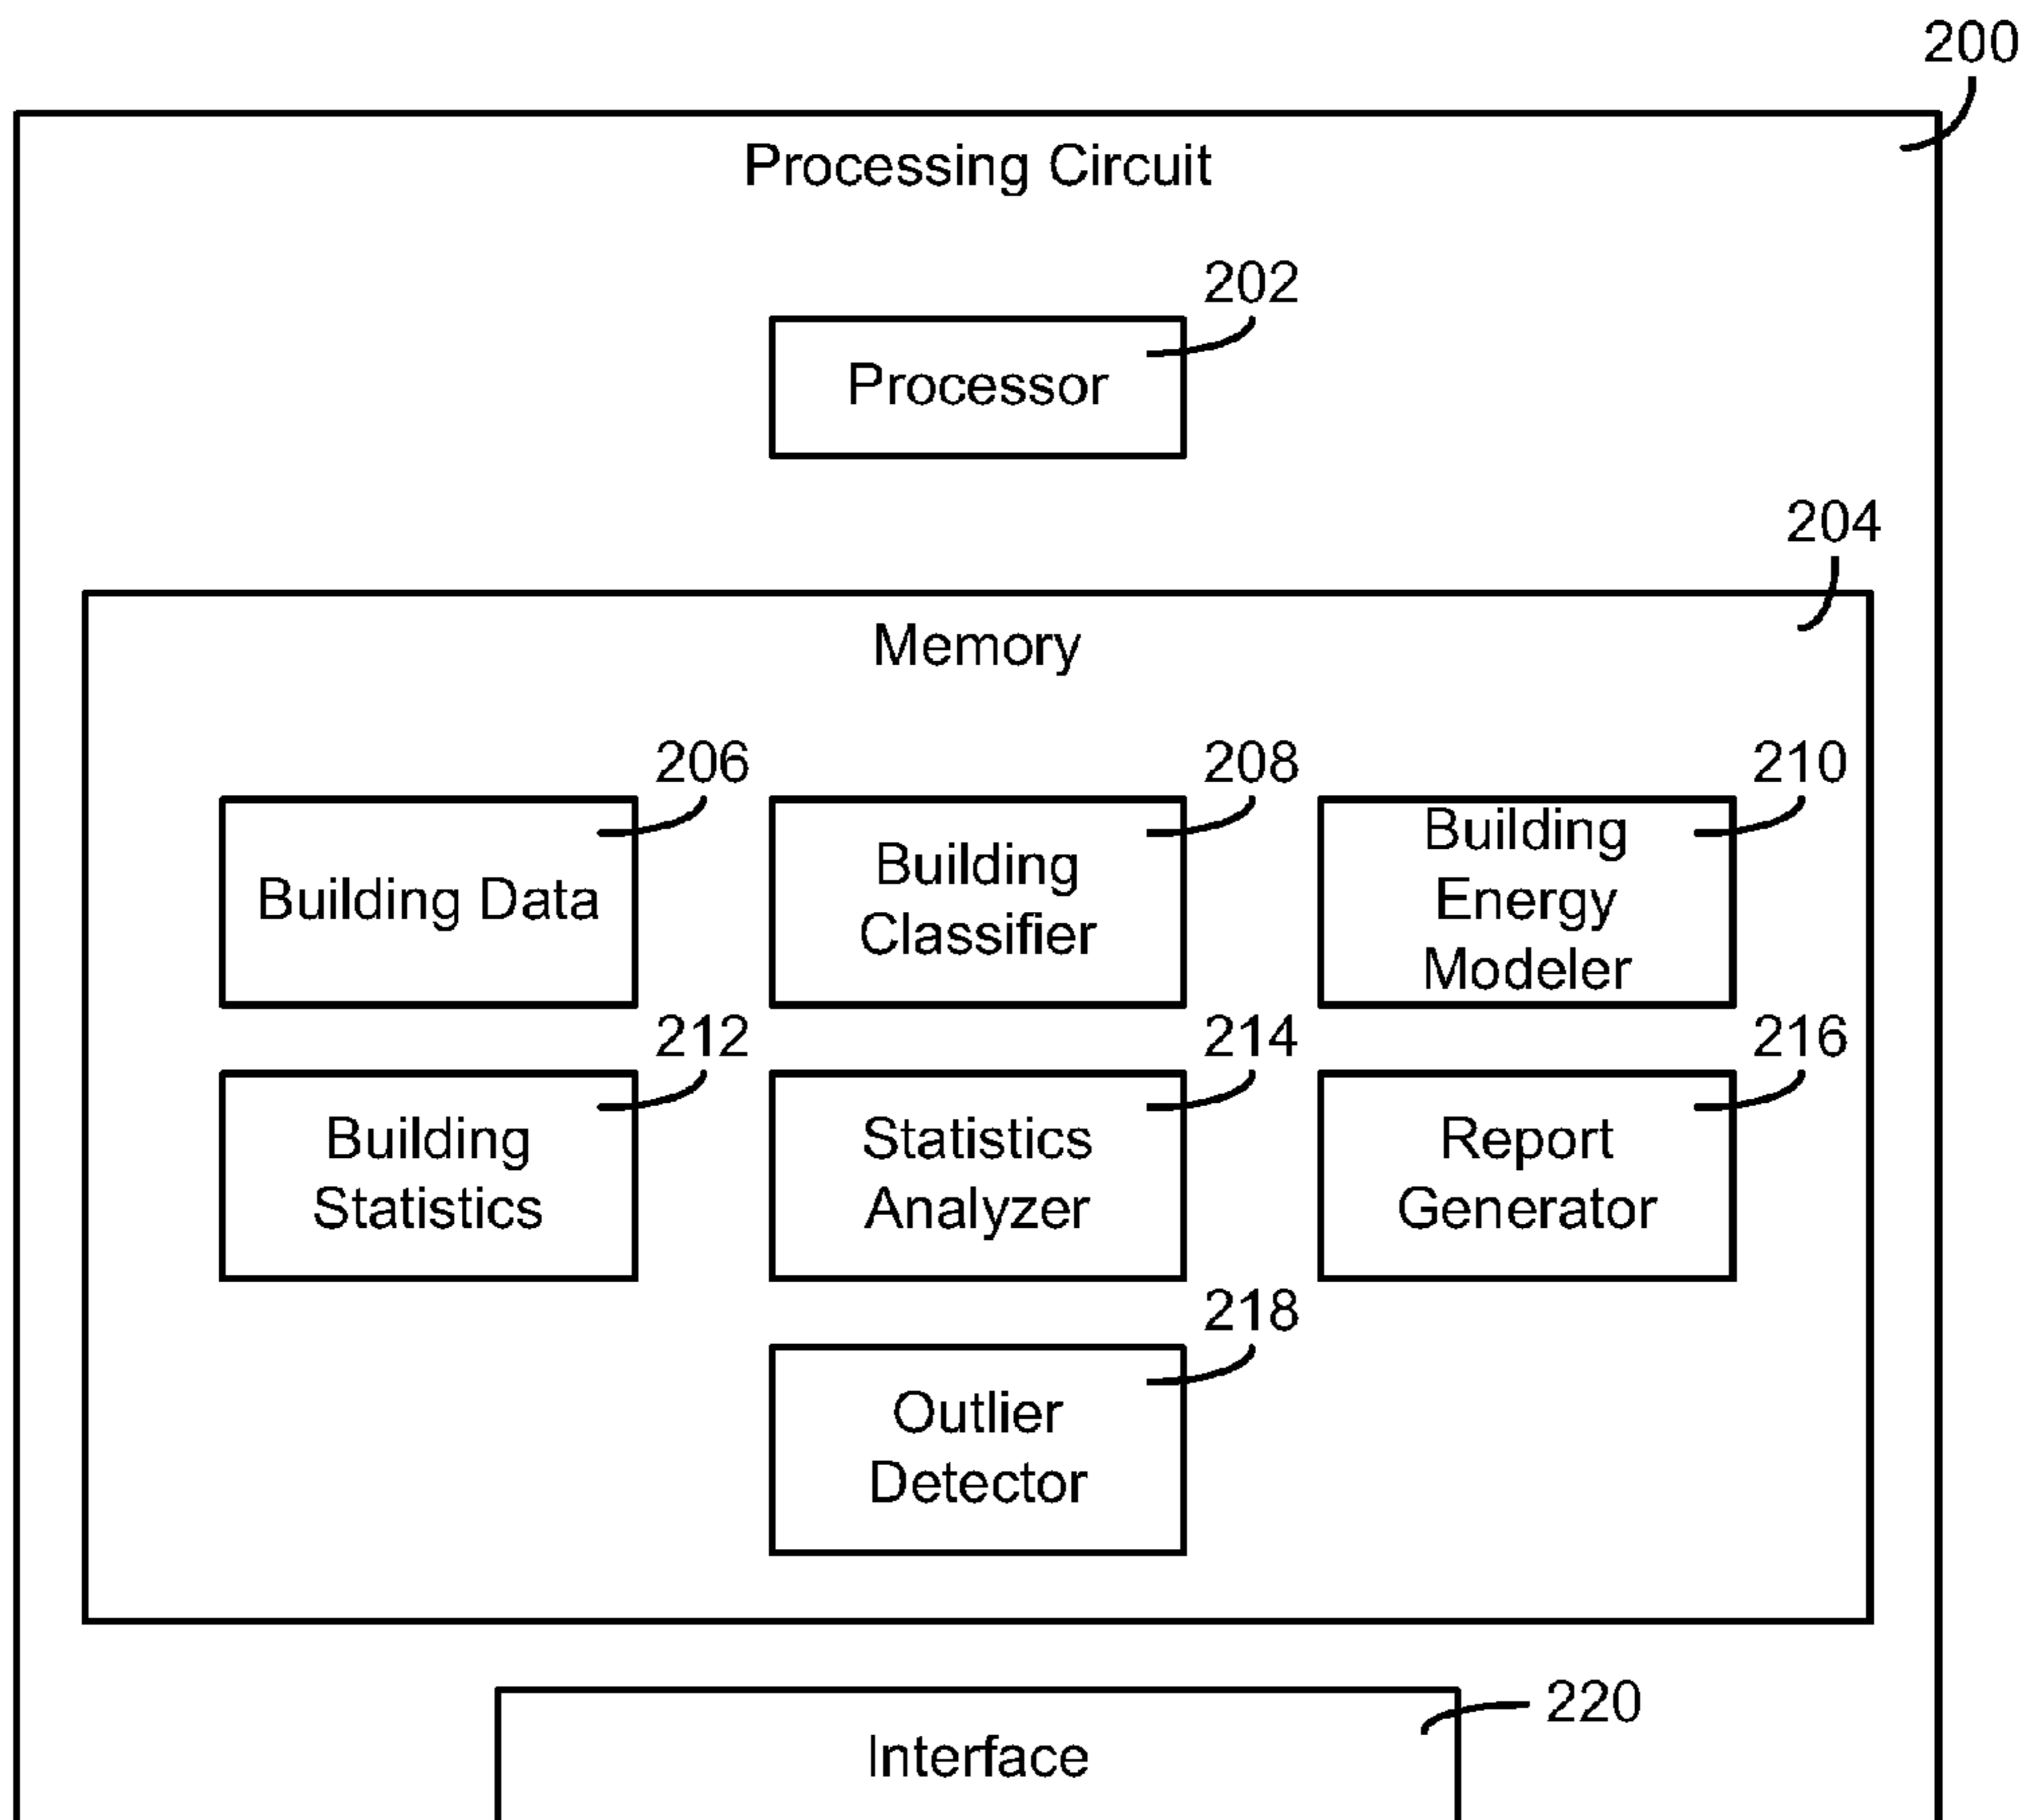 200
Processing Circuit
202
Processor
204
Memory
206
208
210
Building Data
Building
Classifier
Building
Energy
Modeler
212
214
216
Building
Statistics
Statistics
Analyzer
Report
Generator
218
Outlier
Detector
220
Interface